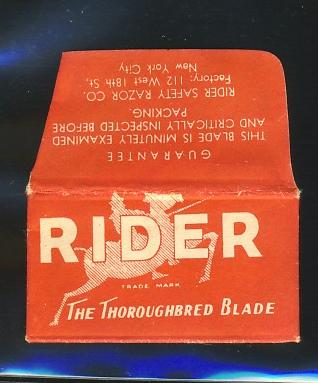 GUARANTEE
THIS BLADE IS MINUTELY EXAMINED
AND CRITICALLY INSPECTED BEFORE
PACKING.
RIDER SAFETY RAZOR CO.
Factory: 112 West 18th St.
New York City
RIDER
TRADE MARK
THE THOROUGHBRED BLADE